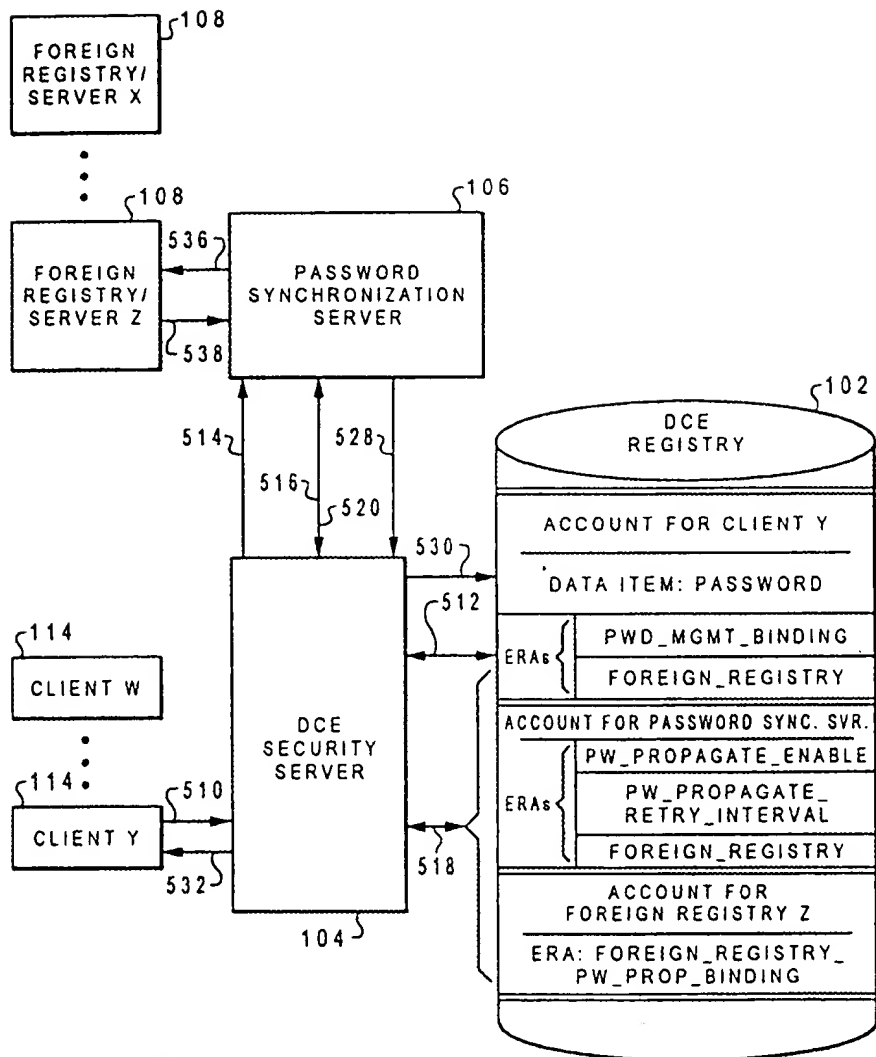 108
FOREIGN
REGISTRY/
SERVER X
108
FOREIGN
REGISTRY/
SERVER Z
536
538
106
PASSWORD
SYNCHRONIZATION
SERVER
514
516
520
528
102
DCE
REGISTRY
ACCOUNT FOR CLIENT Y
DATA ITEM: PASSWORD
ERAs
PWD_MGMT_BINDING
FOREIGN_REGISTRY
ACCOUNT FOR PASSWORD SYNC. SVR.
ERAs
PW_PROPAGATE_ENABLE
PW_PROPAGATE_
RETRY_INTERVAL
FOREIGN_REGISTRY
ACCOUNT FOR
FOREIGN REGISTRY Z
ERA: FOREIGN_REGISTRY_
PW_PROP_BINDING
530
512
518
DCE
SECURITY
SERVER
104
114
CLIENT W
114
CLIENT Y
510
532